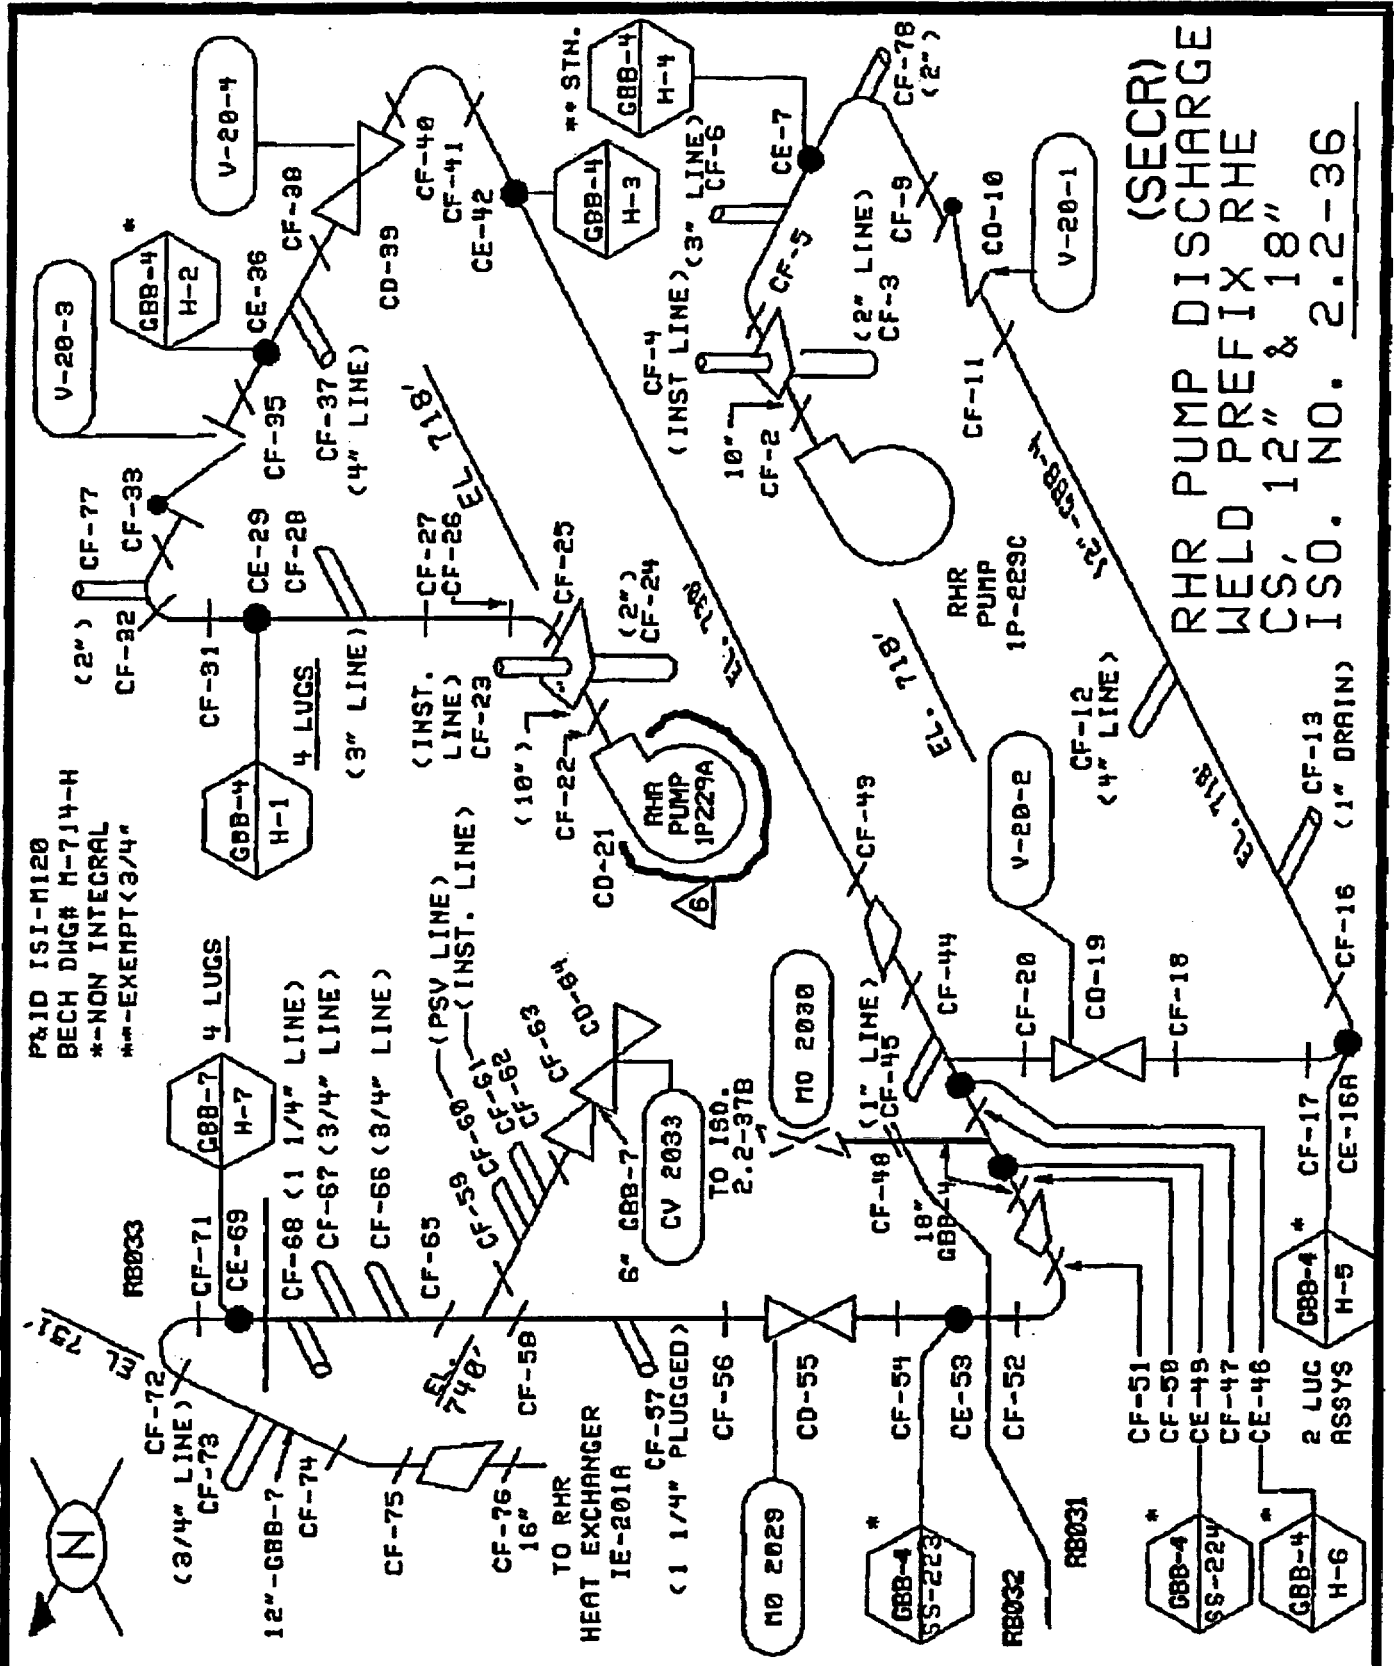 P&ID ISI-M120
BECH DWG# M-714-H
*-NON INTEGRAL
**-EXEMPT<3/4"
N
EL 751'
RB033
CF-72
(3/4" LINE)
CF-73
12"-GBB-7
CF-74
CF-75
CF-76
16"
TO RHR
HEAT EXCHANGER
IE-201A
CF-71
CE-69
GBB-7
H-7
4 LUGS
CF-68 (1 1/4" LINE)
CF-67 (3/4" LINE)
CF-66 (3/4" LINE)
CF-65
EL.
740'
CF-58
CF-57
(1 1/4" PLUGGED)
CF-59
CF-60 (PSV LINE)
CF-61 (INST. LINE)
CF-62
CF-63
CD-64
6" GBB-7
CV 2033
CF-56
CD-55
MO 2029
CF-54
CE-53
GBB-4
SS-223
*
CF-52
RB032
RB031
CF-51
CF-50
CE-49
CF-47
CE-46
GBB-4
SS-224
*
GBB-4
H-6
*
TO ISO.
2.2-37B
MO 2030
CF-48
(1" LINE)
CF-45
18"
GBB-4
CF-44
CF-43
EL. 730'
CF-20
CD-19
V-20-2
CF-18
CF-17
CE-16A
GBB-4
H-5
*
2 LUG
ASSYS
CF-16
CF-13
(1" DRAIN)
EL. 718'
CF-12
(4" LINE)
12"-GBB-4
CF-11
V-20-1
CD-10
CF-9
CF-78
(2")
CE-7
GBB-4
H-4
** STN.
CF-6
(3" LINE)
CF-5
CF-4
(INST LINE)
CF-3
(2" LINE)
10"
CF-2
RHR
PUMP
1P-229C
EL. 718'
CD-21
RHR
PUMP
1P229A
6
CF-22
(10")
CF-23
(INST.
LINE)
(2")
CF-24
CF-25
CF-26
CF-27
EL 718'
(3" LINE)
CF-28
CE-29
GBB-4
H-1
4 LUGS
CF-31
CF-32
(2")
CF-77
CF-33
V-20-3
CF-35
CE-36
GBB-4
H-2
*
CF-37
(4" LINE)
CF-38
CD-39
V-20-4
CF-40
CF-41
CE-42
GBB-4
H-3
(SECR)
RHR PUMP DISCHARGE
WELD PREFIX RHE
CS, 12" & 18"
ISO. NO. 2.2-36